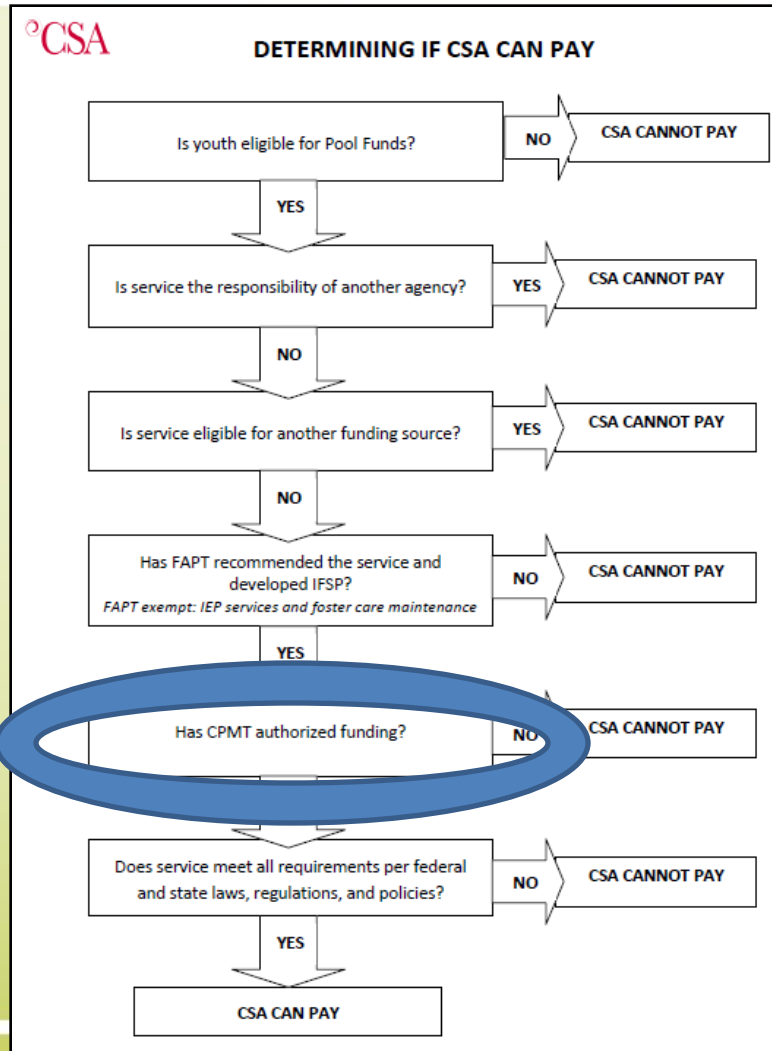 CSA
DETERMINING IF CSA CAN PAY
Is youth eligible for Pool Funds?
NO
CSA CANNOT PAY
YES
Is service the responsibility of another agency?
YES
CSA CANNOT PAY
NO
Is service eligible for another funding source?
YES
CSA CANNOT PAY
NO
Has FAPT recommended the service and
developed IFSP?
FAPT exempt: IEP services and foster care maintenance
NO
CSA CANNOT PAY
YES
Has CPMT authorized funding?
NO
CSA CANNOT PAY
Does service meet all requirements per federal
and state laws, regulations, and policies?
NO
CSA CANNOT PAY
YES
CSA CAN PAY